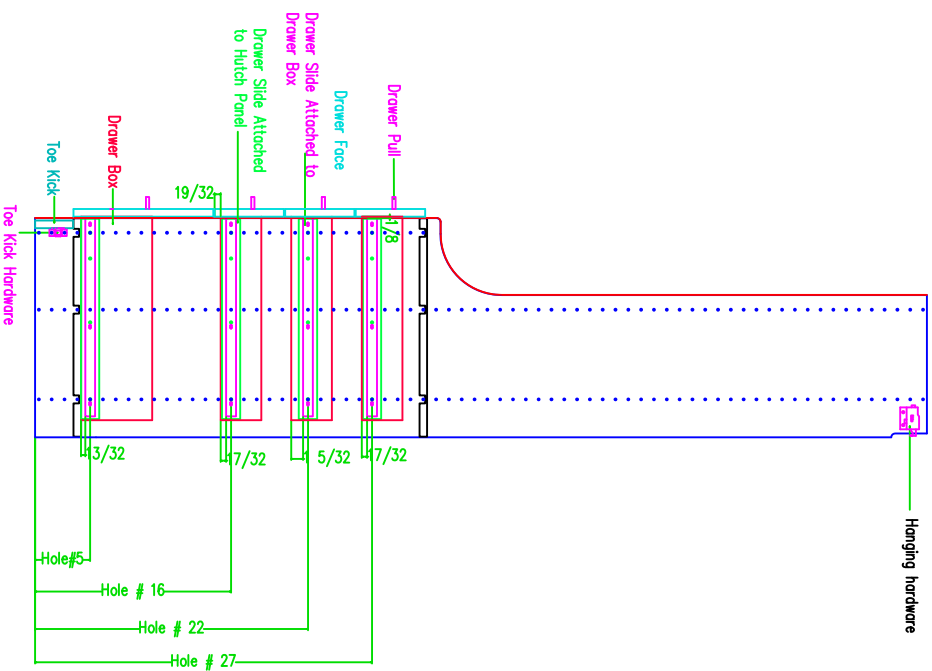 Drawer Slide Attached to
Drawer Box
Drawer Slide Attached
to Hutch Panel
Drawer Face
Drawer Pull
Drawer Box
Toe Kick
Toe Kick Hardware
19/32
1/8
13/32
17/32
1 5/32
17/32
Hanging hardware
Hole#5
Hole # 16
Hole # 22
Hole # 27